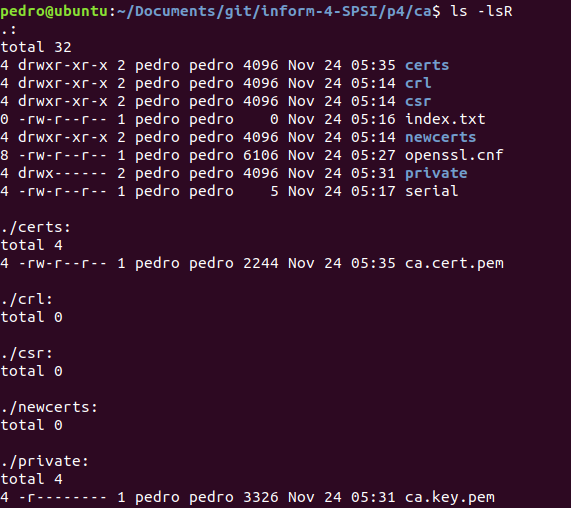 pedro@ubuntu:~/Documents/git/inform-4-SPSI/p4/ca$ ls -lsR
.:
total 32
4 drwxr-xr-x 2 pedro pedro 4096 Nov 24 05:35 certs
4 drwxr-xr-x 2 pedro pedro 4096 Nov 24 05:14 crl
4 drwxr-xr-x 2 pedro pedro 4096 Nov 24 05:14 csr
0 -rw-r--r-- 1 pedro pedro    0 Nov 24 05:16 index.txt
4 drwxr-xr-x 2 pedro pedro 4096 Nov 24 05:14 newcerts
8 -rw-r--r-- 1 pedro pedro 6106 Nov 24 05:27 openssl.cnf
4 drwx------ 2 pedro pedro 4096 Nov 24 05:31 private
4 -rw-r--r-- 1 pedro pedro    5 Nov 24 05:17 serial

./certs:
total 4
4 -rw-r--r-- 1 pedro pedro 2244 Nov 24 05:35 ca.cert.pem

./crl:
total 0

./csr:
total 0

./newcerts:
total 0

./private:
total 4
4 -r-------- 1 pedro pedro 3326 Nov 24 05:31 ca.key.pem